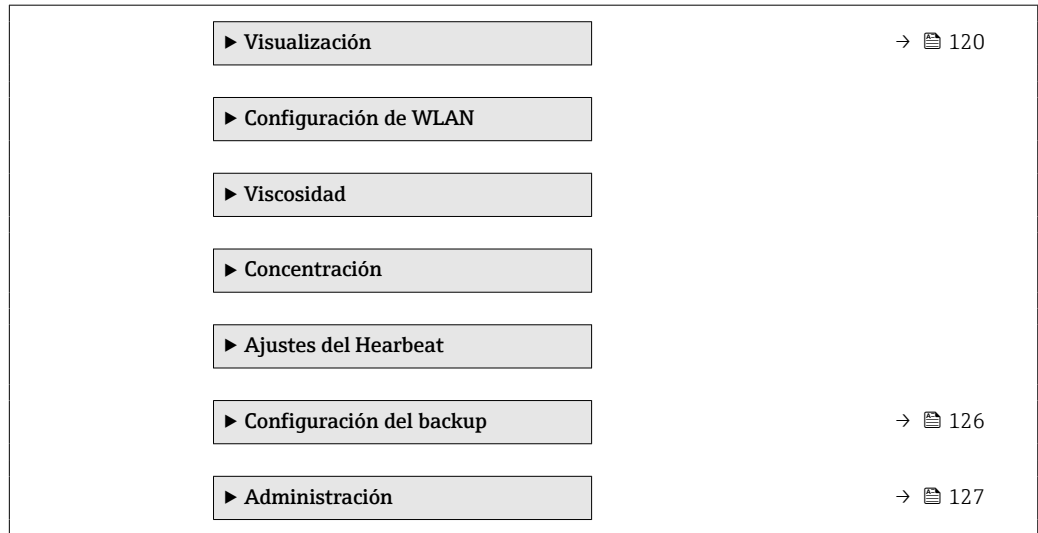 ▶ Visualización → 120
▶ Configuración de WLAN
▶ Viscosidad
▶ Concentración
▶ Ajustes del Hearbeat
▶ Configuración del backup → 126
▶ Administración → 127